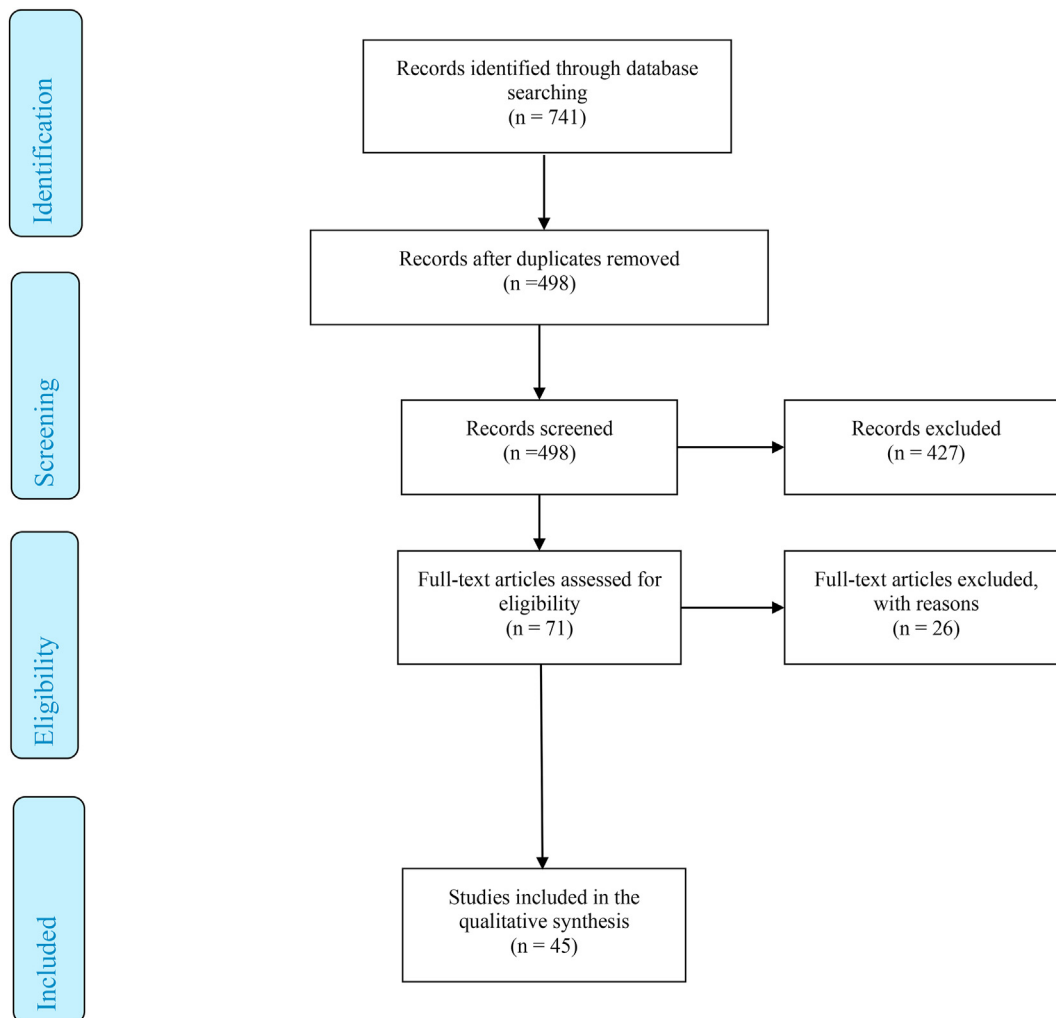 Identification
Records identified through database
searching
(n = 741)
Records after duplicates removed
(n =498)
Screening
Records screened
(n =498)
Records excluded
(n = 427)
Eligibility
Full-text articles assessed for
eligibility
(n = 71)
Full-text articles excluded,
with reasons
(n = 26)
Included
Studies included in the
qualitative synthesis
(n = 45)